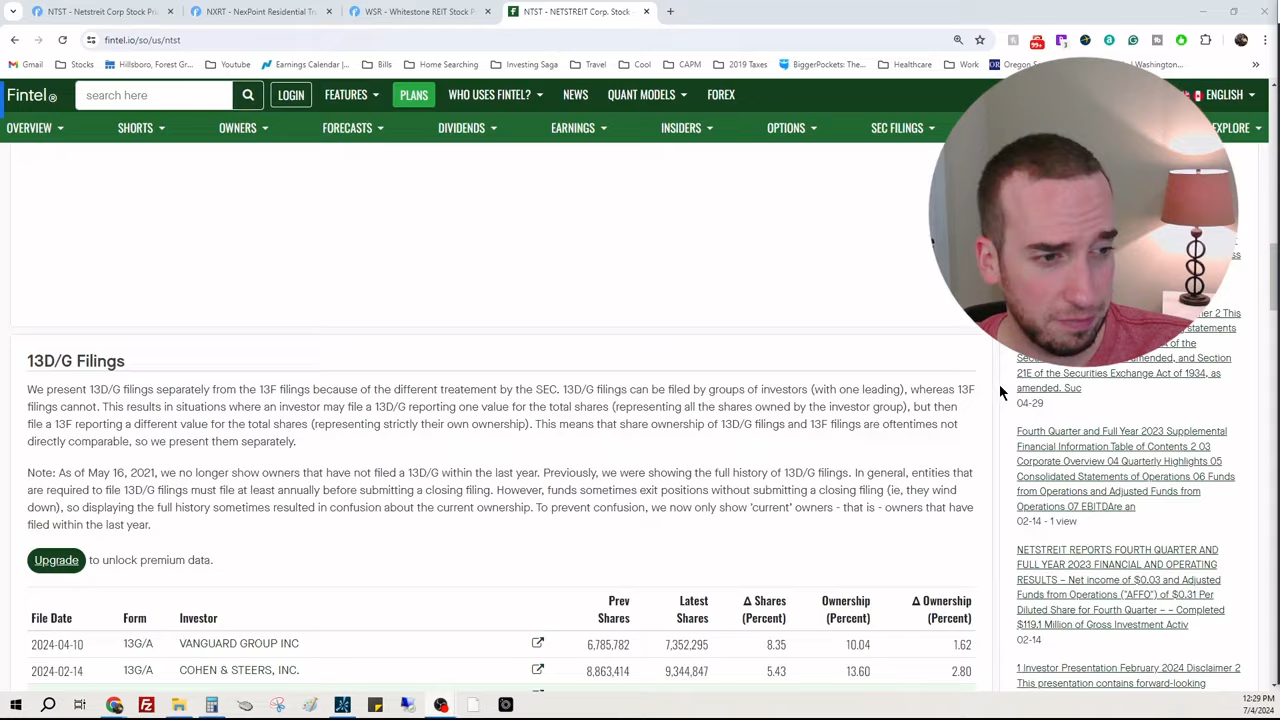 NTST - Netstreit Corp Stock Pri
NXRT - NexPoint Residential Tru
WSR - Whitestone REIT Stock P
NTST - NETSTREIT Corp. Stock
fintel.io/so/us/ntst
Gmail
Stocks
Hillsboro, Forest Gr...
Youtube
Earnings Calendar |...
Bills
Home Searching
Investing Saga
Travel
Cool
CAPM
2019 Taxes
BiggerPockets: The...
Healthcare
Work
Oregon
Washington...
Fintel
search here
LOGIN
FEATURES
PLANS
WHO USES FINTEL?
NEWS
QUANT MODELS
FOREX
ENGLISH
OVERVIEW
SHORTS
OWNERS
FORECASTS
DIVIDENDS
EARNINGS
INSIDERS
OPTIONS
SEC FILINGS
EXPLORE
13D/G Filings
We present 13D/G filings separately from the 13F filings because of the different treatement by the SEC. 13D/G filings can be filed by groups of investors (with one leading), whereas 13F
filings cannot. This results in situations where an investor may file a 13D/G reporting one value for the total shares (representing all the shares owned by the investor group), but then
file a 13F reporting a different value for the total shares (representing strictly their own ownership). This means that share ownership of 13D/G filings and 13F filings are oftentimes not
directly comparable, so we present them separately.
Note: As of May 16, 2021, we no longer show owners that have not filed a 13D/G within the last year. Previously, we were showing the full history of 13D/G filings. In general, entities that
are required to file 13D/G filings must file at least annually before submitting a closing filing. However, funds sometimes exit positions without submitting a closing filing (ie, they wind
down), so displaying the full history sometimes resulted in confusion about the current ownership. To prevent confusion, we now only show 'current' owners - that is - owners that have
filed within the last year.
Upgrade to unlock premium data.
File Date Form Investor Prev Shares Latest Shares Δ Shares (Percent) Ownership (Percent) Δ Ownership (Percent)
2024-04-10 13G/A VANGUARD GROUP INC 6,785,782 7,352,295 8.35 10.04 1.62
2024-02-14 13G/A COHEN & STEERS, INC. 8,863,414 9,344,847 5.43 13.60 2.80
ier 2 This
statements
A of the
amended, and Section
21E of the Securities Exchange Act of 1934, as
amended. Suc
04-29
Fourth Quarter and Full Year 2023 Supplemental
Financial Information Table of Contents 2 03
Corporate Overview 04 Quarterly Highlights 05
Consolidated Statements of Operations 06 Funds
from Operations and Adjusted Funds from
Operations 07 EBITDAre an
02-14 - 1 view
NETSTREIT REPORTS FOURTH QUARTER AND
FULL YEAR 2023 FINANCIAL AND OPERATING
RESULTS – Net income of $0.03 and Adjusted
Funds from Operations ("AFFO") of $0.31 Per
Diluted Share for Fourth Quarter – – Completed
$119.1 Million of Gross Investment Activ
02-14
1 Investor Presentation February 2024 Disclaimer 2
This presentation contains forward-looking
12:29 PM
7/4/2024